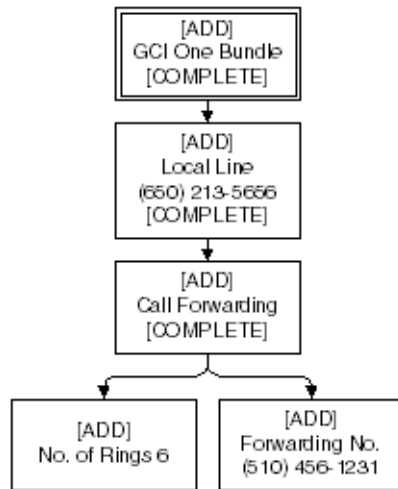 [ADD]
GCI One Bundle
[COMPLETE]
[ADD]
Local Line
(650) 213-5656
[COMPLETE]
[ADD]
Call Forwarding
[COMPLETE]
[ADD]
No. of Rings 6
[ADD]
Forwarding No.
(510) 456-1231